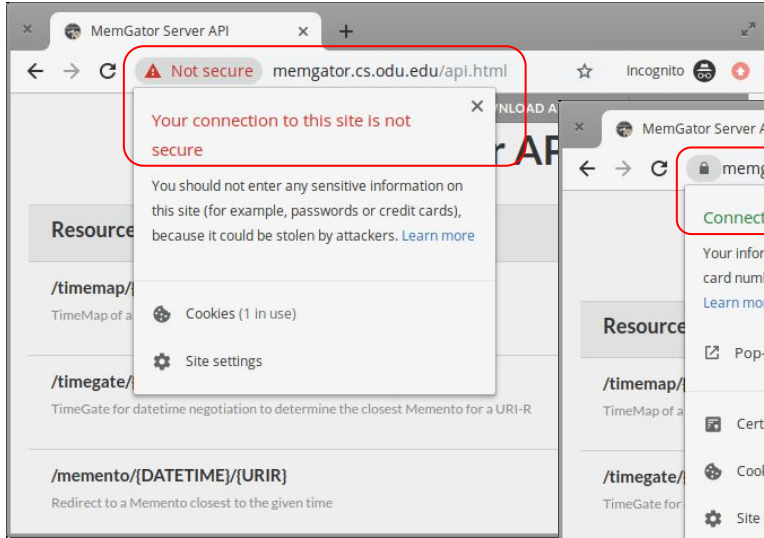 MemGator Server API
Not secure memgator.cs.odu.edu/api.html
Incognito
Your connection to this site is not
secure
You should not enter any sensitive information on
this site (for example, passwords or credit cards),
because it could be stolen by attackers. Learn more
Cookies (1 in use)
Site settings
Resource
/timemap/
TimeMap of a
/timegate/
TimeGate for datetime negotiation to determine the closest Memento for a URI-R
/memento/{DATETIME}/{URIR}
Redirect to a Memento closest to the given time
MemGator Server
memg
Connect
Your infor
card num
Learn mo
Resource
Pop-
/timemap/
TimeMap of a
Cert
/timegate/
Cook
TimeGate for
Site